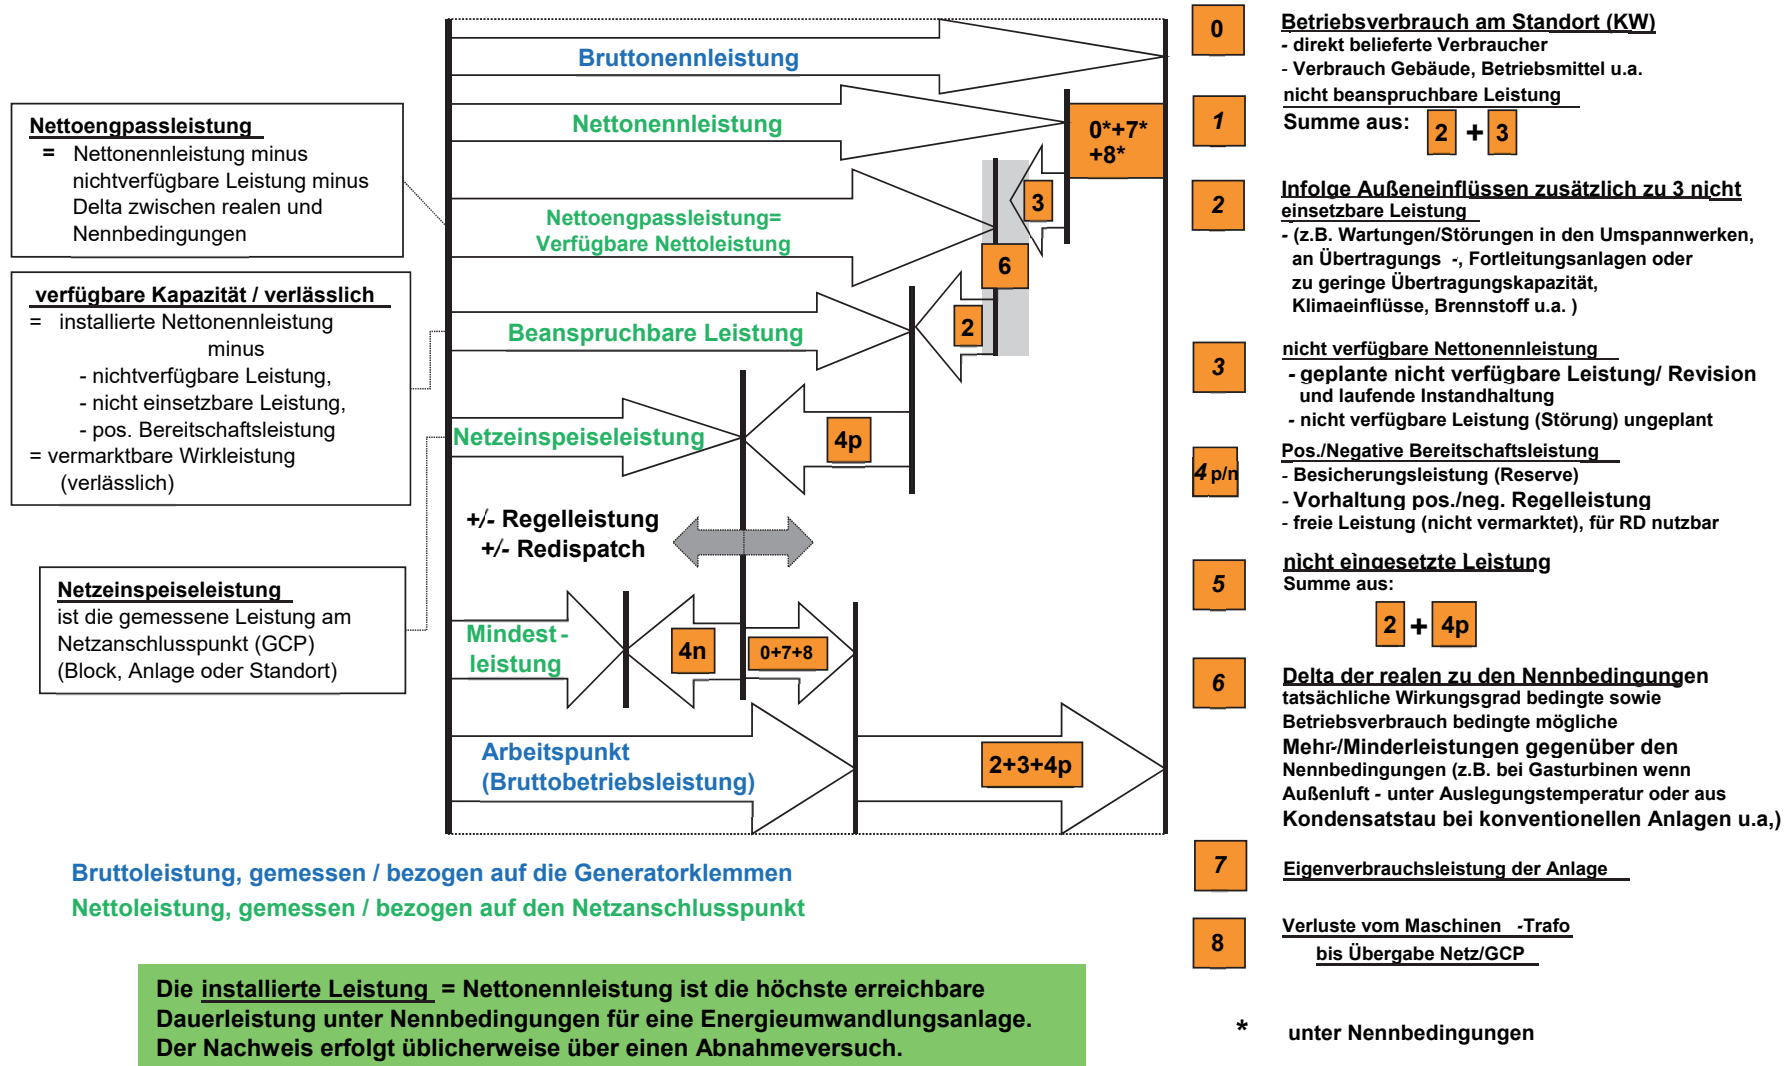 Nettoengpassleistung
= Nettonennleistung minus
nichtverfügbare Leistung minus
Delta zwischen realen und
Nennbedingungen
verfügbare Kapazität / verlässlich
= installierte Nettonennleistung
minus
- nichtverfügbare Leistung,
- nicht einsetzbare Leistung,
- pos. Bereitschaftsleistung
= vermarktbare Wirkleistung
(verlässlich)
Netzeinspeiseleistung
ist die gemessene Leistung am
Netzanschlusspunkt (GCP)
(Block, Anlage oder Standort)
Bruttonennleistung
Nettonennleistung
0*+7*
+8*
3
Nettoengpassleistung=
Verfügbare Nettoleistung
6
Beanspruchbare Leistung
2
Netzeinspeiseleistung
4p
+/- Regelleistung
+/- Redispatch
Mindest-
leistung
4n
0+7+8
Arbeitspunkt
(Bruttobetriebsleistung)
2+3+4p
0
Betriebsverbrauch am Standort (KW)
- direkt belieferte Verbraucher
- Verbrauch Gebäude, Betriebsmittel u.a.
1
nicht beanspruchbare Leistung
Summe aus: 2 + 3
2
Infolge Außeneinflüssen zusätzlich zu 3 nicht
einsetzbare Leistung
- (z.B. Wartungen/Störungen in den Umspannwerken,
an Übertragungs -, Fortleitungsanlagen oder
zu geringe Übertragungskapazität,
Klimaeinflüsse, Brennstoff u.a. )
3
nicht verfügbare Nettonennleistung
- geplante nicht verfügbare Leistung/ Revision
und laufende Instandhaltung
- nicht verfügbare Leistung (Störung) ungeplant
4 p/n
Pos./Negative Bereitschaftsleistung
- Besicherungsleistung (Reserve)
- Vorhaltung pos./neg. Regelleistung
- freie Leistung (nicht vermarktet), für RD nutzbar
5
nicht eingesetzte Leistung
Summe aus:
2 + 4p
6
Delta der realen zu den Nennbedingungen
tatsächliche Wirkungsgrad bedingte sowie
Betriebsverbrauch bedingte mögliche
Mehr-/Minderleistungen gegenüber den
Nennbedingungen (z.B. bei Gasturbinen wenn
Außenluft - unter Auslegungstemperatur oder aus
Kondensatstau bei konventionellen Anlagen u.a,)
7
Eigenverbrauchsleistung der Anlage
8
Verluste vom Maschinen -Trafo
bis Übergabe Netz/GCP
* unter Nennbedingungen
Bruttoleistung, gemessen / bezogen auf die Generatorklemmen
Nettoleistung, gemessen / bezogen auf den Netzanschlusspunkt
Die installierte Leistung = Nettonennleistung ist die höchste erreichbare
Dauerleistung unter Nennbedingungen für eine Energieumwandlungsanlage.
Der Nachweis erfolgt üblicherweise über einen Abnahmeversuch.